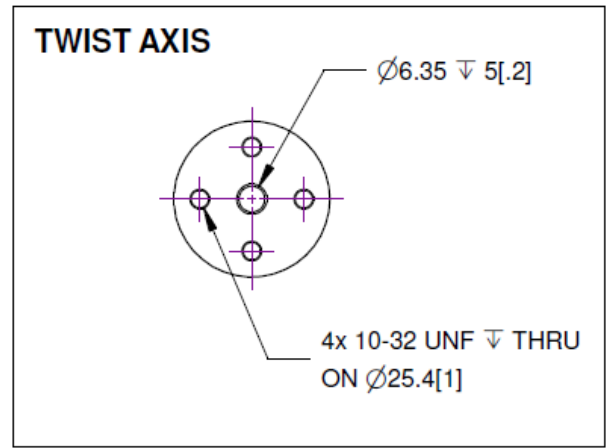 TWIST AXIS
∅6.35 ↧ 5[.2]
4x 10-32 UNF ↧ THRU
ON ∅25.4[1]